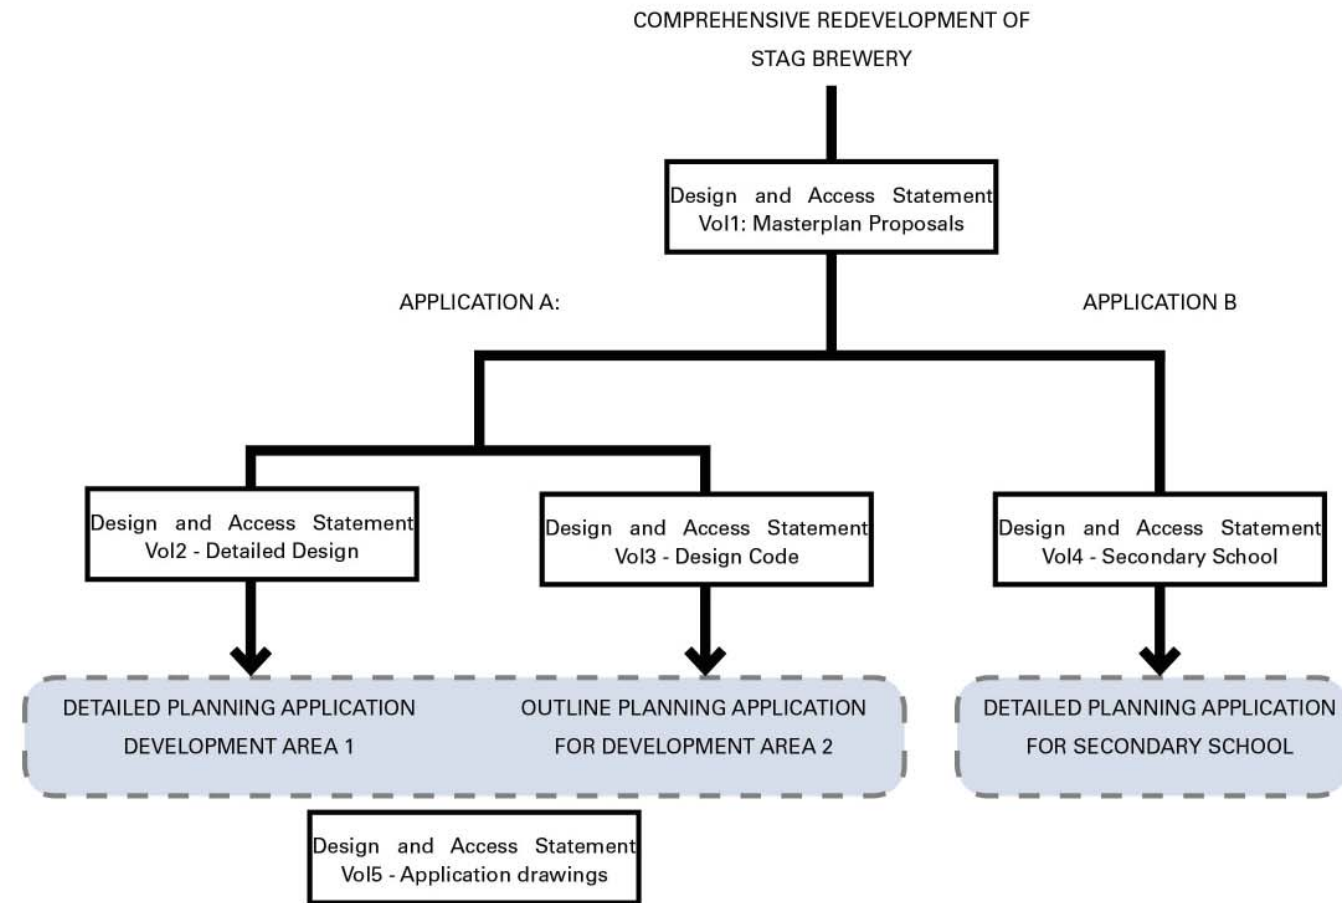 COMPREHENSIVE REDEVELOPMENT OF
STAG BREWERY
Design and Access Statement
Vol1: Masterplan Proposals
APPLICATION A:
APPLICATION B
Design and Access Statement
Vol2 - Detailed Design
Design and Access Statement
Vol3 - Design Code
Design and Access Statement
Vol4 - Secondary School
DETAILED PLANNING APPLICATION
DEVELOPMENT AREA 1
OUTLINE PLANNING APPLICATION
FOR DEVELOPMENT AREA 2
DETAILED PLANNING APPLICATION
FOR SECONDARY SCHOOL
Design and Access Statement
Vol5 - Application drawings